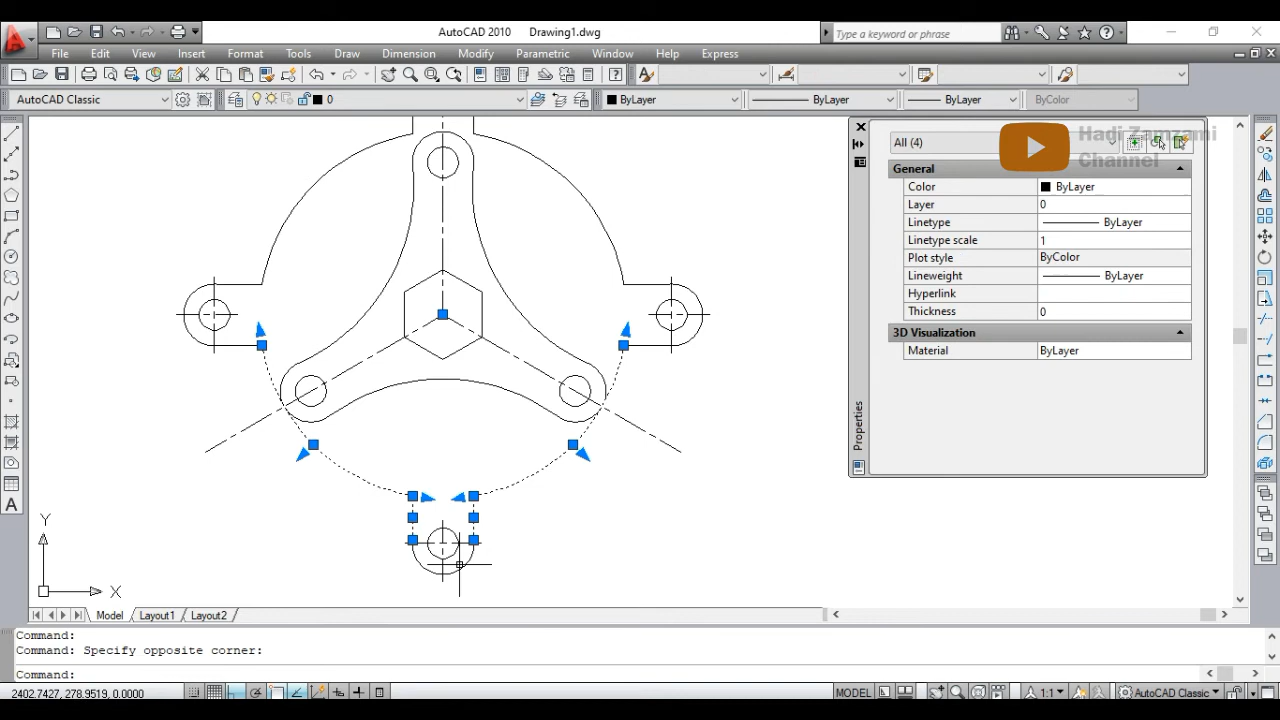 AutoCAD 2010 Drawing1.dwg
Type a keyword or phrase
File Edit View Insert Format Tools Draw Dimension Modify Parametric Window Help Express
AutoCAD Classic
0
ByLayer
ByLayer
ByLayer
ByColor
All (4)
Hadi Zamzami
Channel
General
Color ByLayer
Layer 0
Linetype ByLayer
Linetype scale 1
Plot style ByColor
Lineweight ByLayer
Hyperlink
Thickness 0
3D Visualization
Material ByLayer
Properties
Y
X
Model Layout1 Layout2
Command:
Command: Specify opposite corner:
Command:
2402.7427, 278.9519, 0.0000
MODEL
1:1
AutoCAD Classic